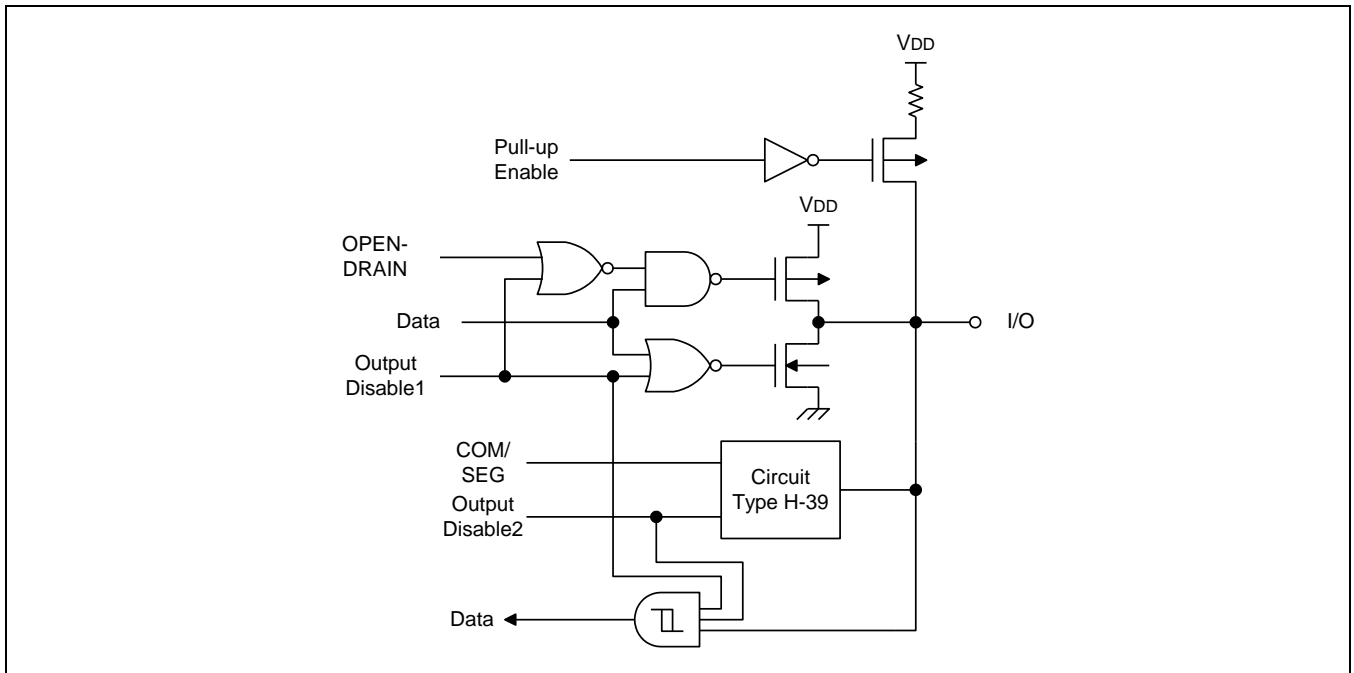 VDD
Pull-up
Enable
VDD
OPEN-
DRAIN
Data
I/O
Output
Disable1
COM/
SEG
Circuit
Type H-39
Output
Disable2
Data